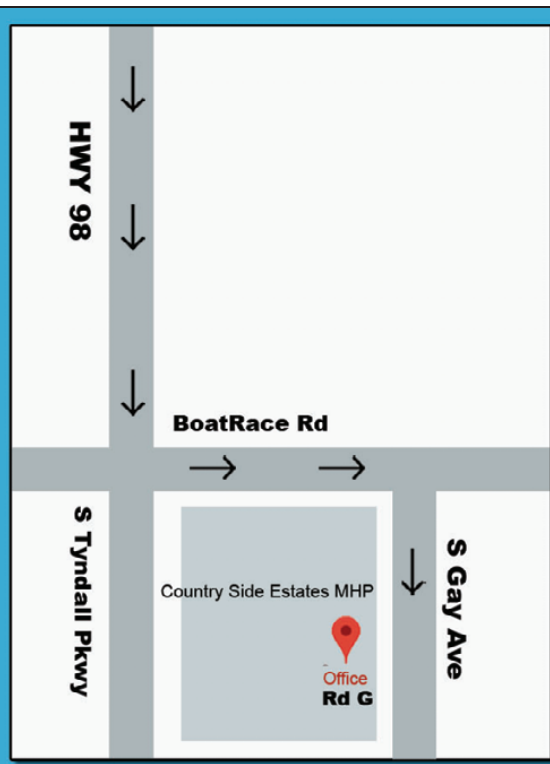 HWY 98
BoatRace Rd
S Tyndall Pkwy
Country Side Estates MHP
Office
Rd G
S Gay Ave